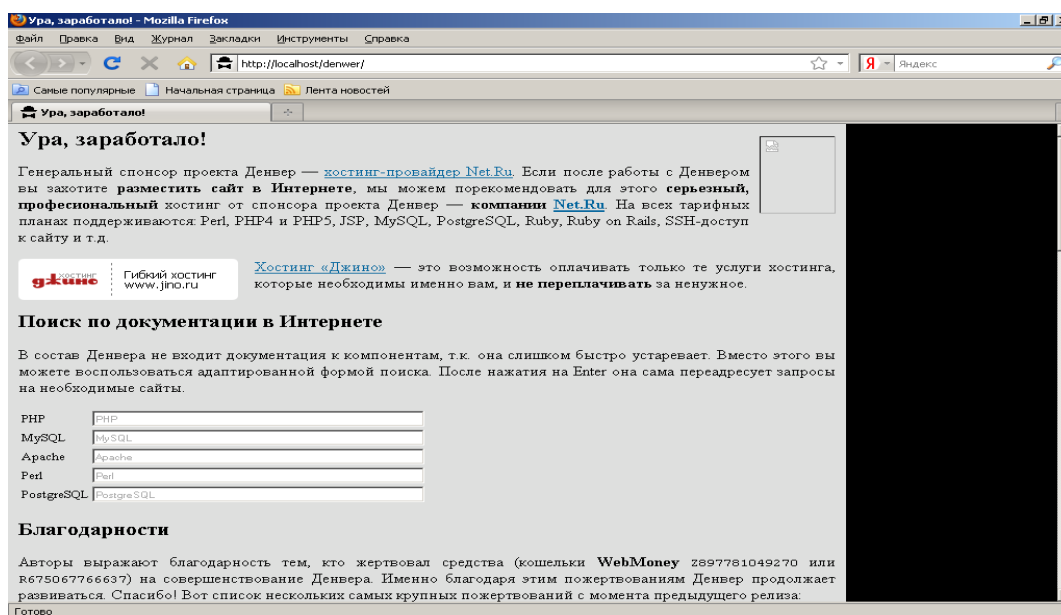 Ура, заработало! - Mozilla Firefox
Файл Правка Вид Журнал Закладки Инструменты Справка
http://localhost/denwer/ Я Яндекс
Самые популярные Начальная страница Лента новостей
Ура, заработало!
Ура, заработало!
Генеральный спонсор проекта Денвер — хостинг-провайдер Net.Ru. Если после работы с Денвером
вы захотите разместить сайт в Интернете, мы можем порекомендовать для этого серьезный,
професиональный хостинг от спонсора проекта Денвер — компании Net.Ru. На всех тарифных
планах поддерживаются: Perl, PHP4 и PHP5, JSP, MySQL, PostgreSQL, Ruby, Ruby on Rails, SSH-доступ
к сайту и т.д.
хостинг
джино
Гибкий хостинг
www.jino.ru
Хостинг «Джино» — это возможность оплачивать только те услуги хостинга,
которые необходимы именно вам, и не переплачивать за ненужное.
Поиск по документации в Интернете
В состав Денвера не входит документация к компонентам, т.к. она слишком быстро устаревает. Вместо этого вы
можете воспользоваться адаптированной формой поиска. После нажатия на Enter она сама переадресует запросы
на необходимые сайты.
PHP PHP
MySQL MySQL
Apache Apache
Perl Perl
PostgreSQL PostgreSQL
Благодарности
Авторы выражают благодарность тем, кто жертвовал средства (кошельки WebMoney Z897781049270 или
R675067766637) на совершенствование Денвера. Именно благодаря этим пожертвованиям Денвер продолжает
развиваться. Спасибо! Вот список нескольких самых крупных пожертвований с момента предыдущего релиза:
Готово